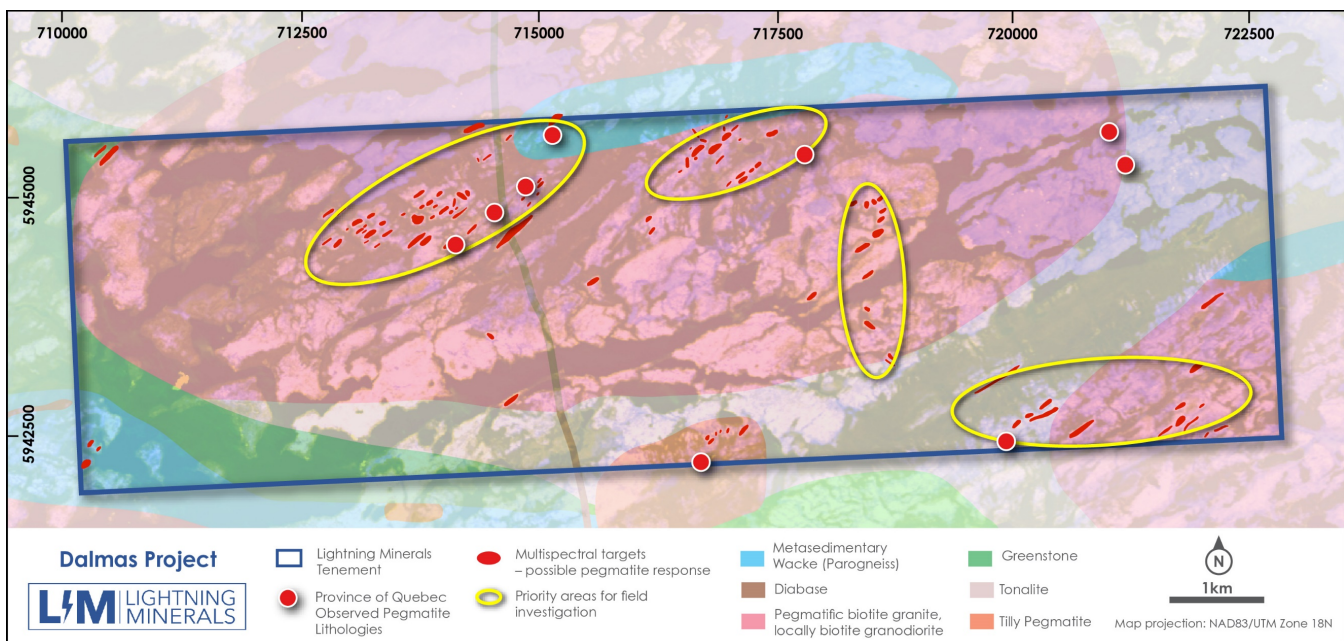 710000 712500 715000 717500 720000 722500
5945000
5942500
Dalmas Project
LM LIGHTNING
MINERALS
Lightning Minerals
Tenement
Province of Quebec
Observed Pegmatite
Lithologies
Multispectral targets
– possible pegmatite response
Priority areas for field
investigation
Metasedimentary
Wacke (Paragneiss)
Diabase
Pegmatific biotite granite,
locally biotite granodiorite
Greenstone
Tonalite
Tilly Pegmatite
N
1km
Map projection: NAD83/UTM Zone 18N